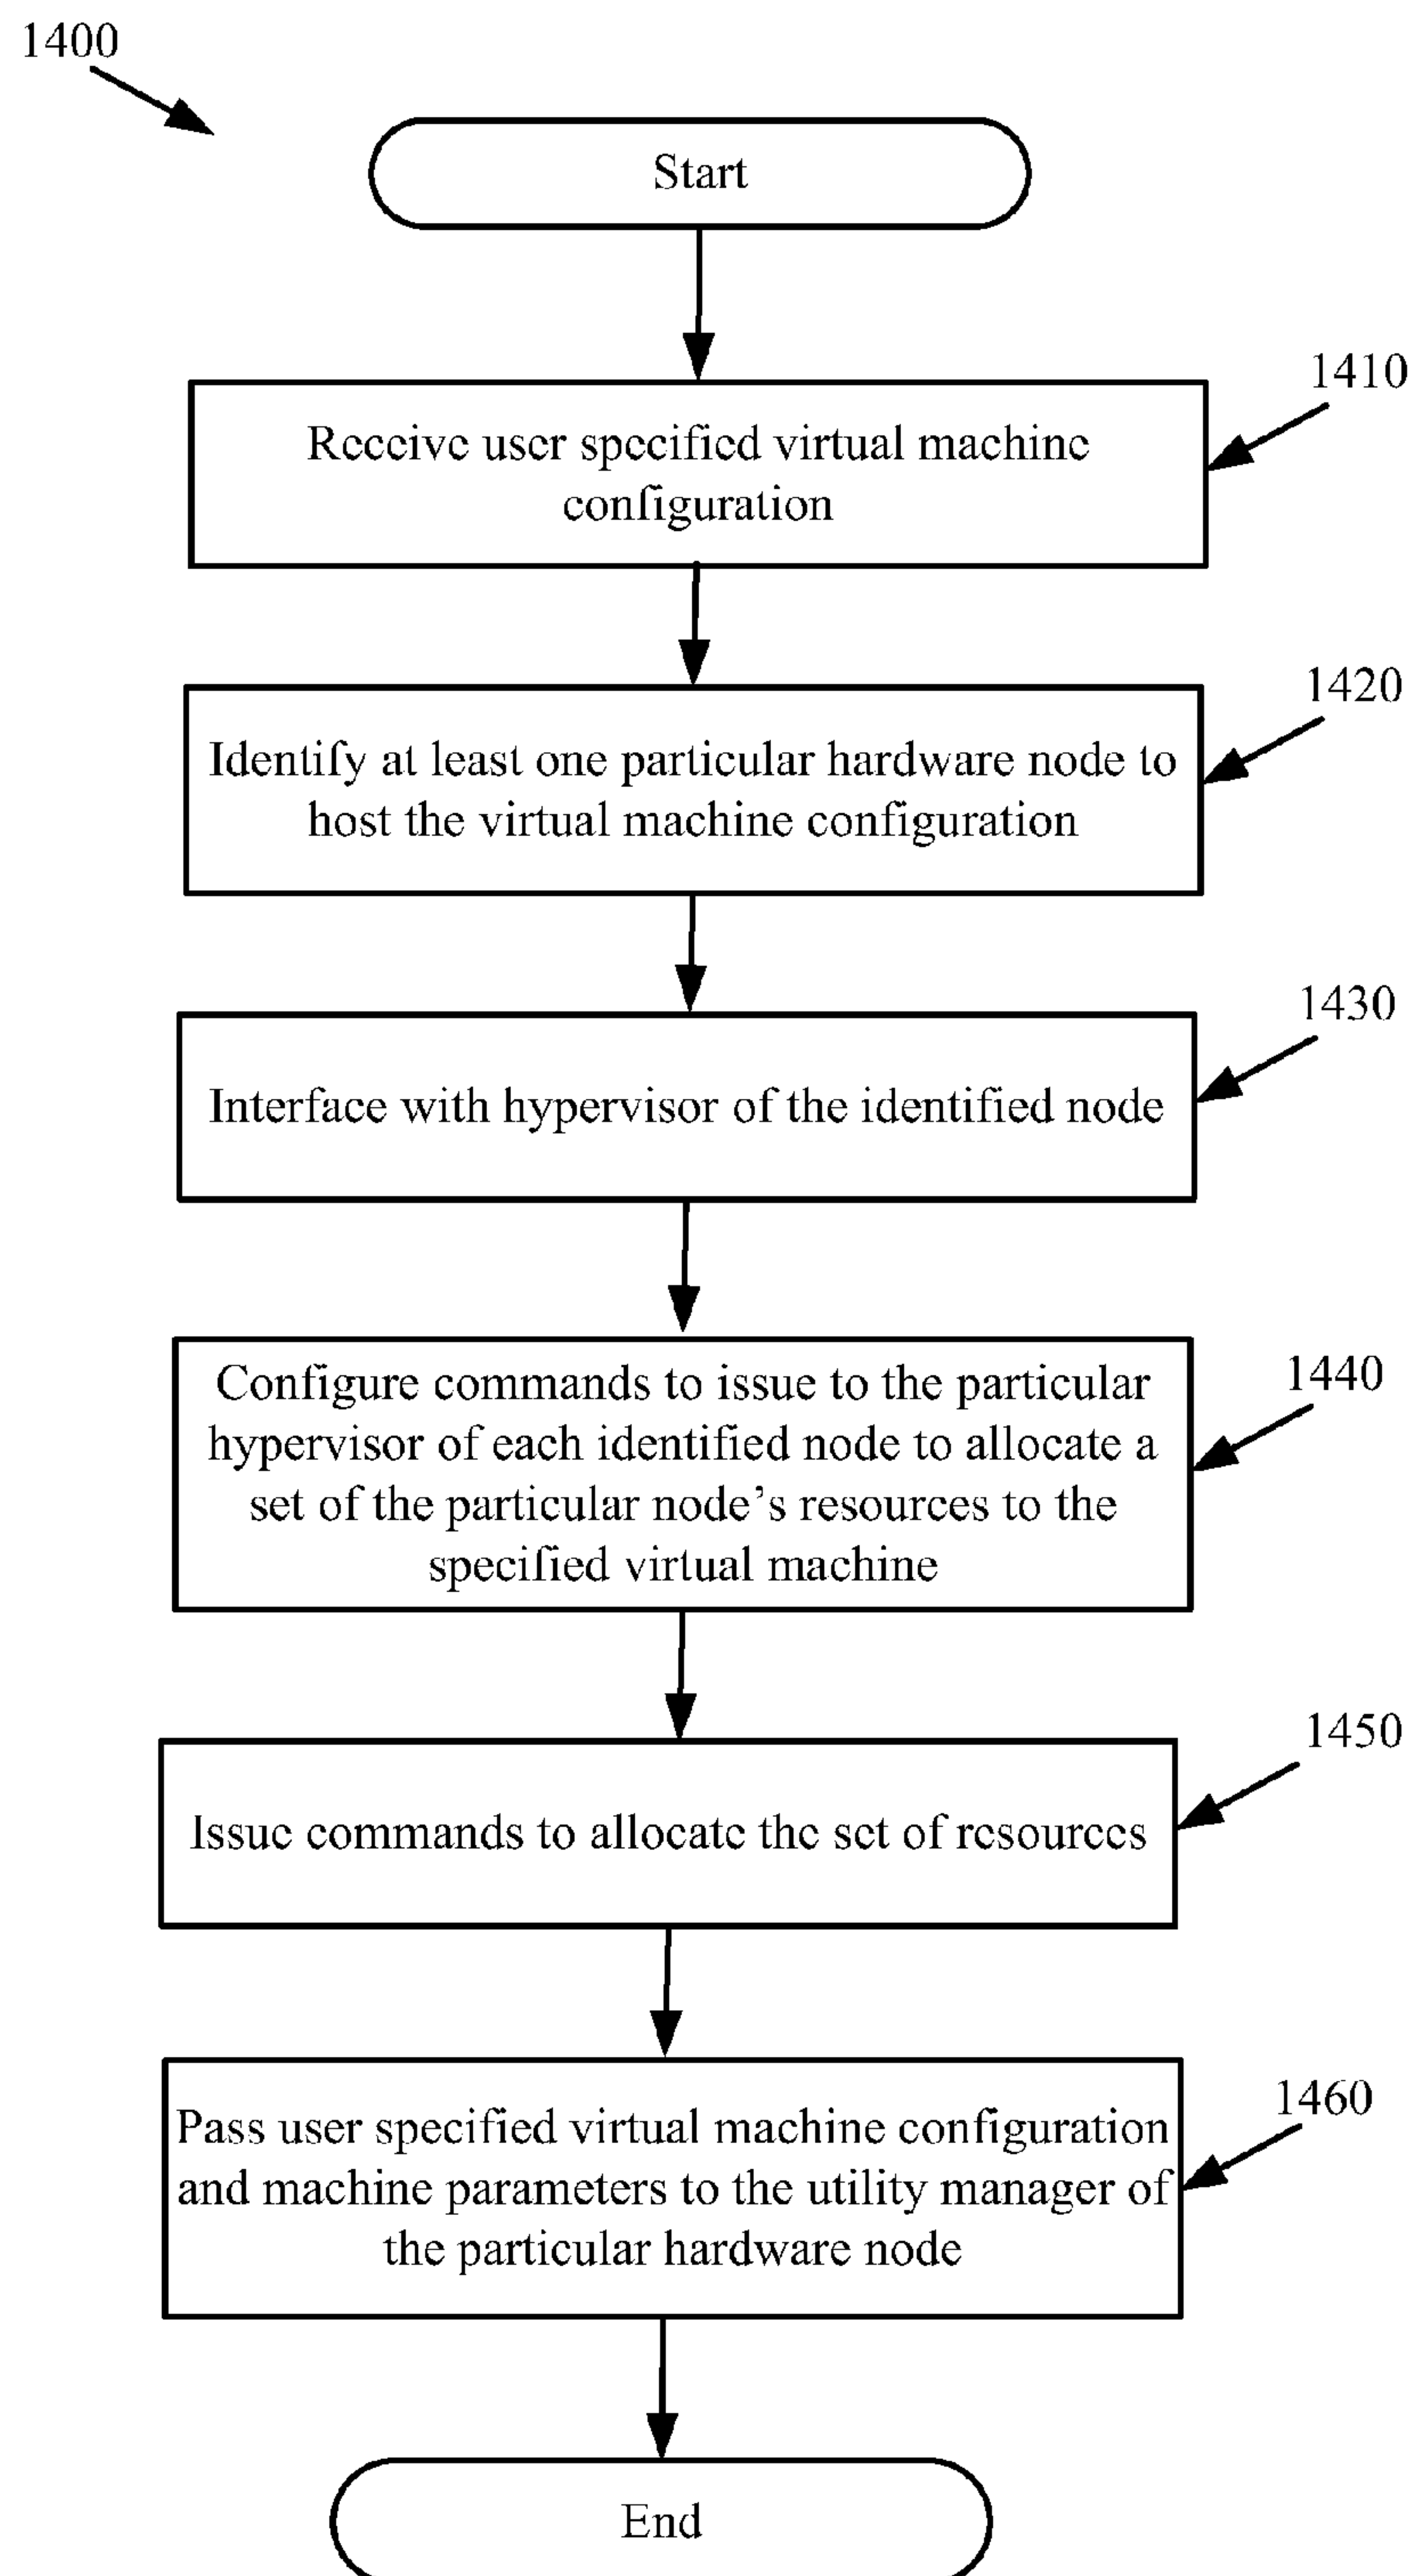 1400
Start
1410
Receive user specified virtual machine
configuration
1420
Identify at least one particular hardware node to
host the virtual machine configuration
1430
Interface with hypervisor of the identified node
1440
Configure commands to issue to the particular
hypervisor of each identified node to allocate a
set of the particular node's resources to the
specified virtual machine
1450
Issue commands to allocate the set of resources
1460
Pass user specified virtual machine configuration
and machine parameters to the utility manager of
the particular hardware node
End